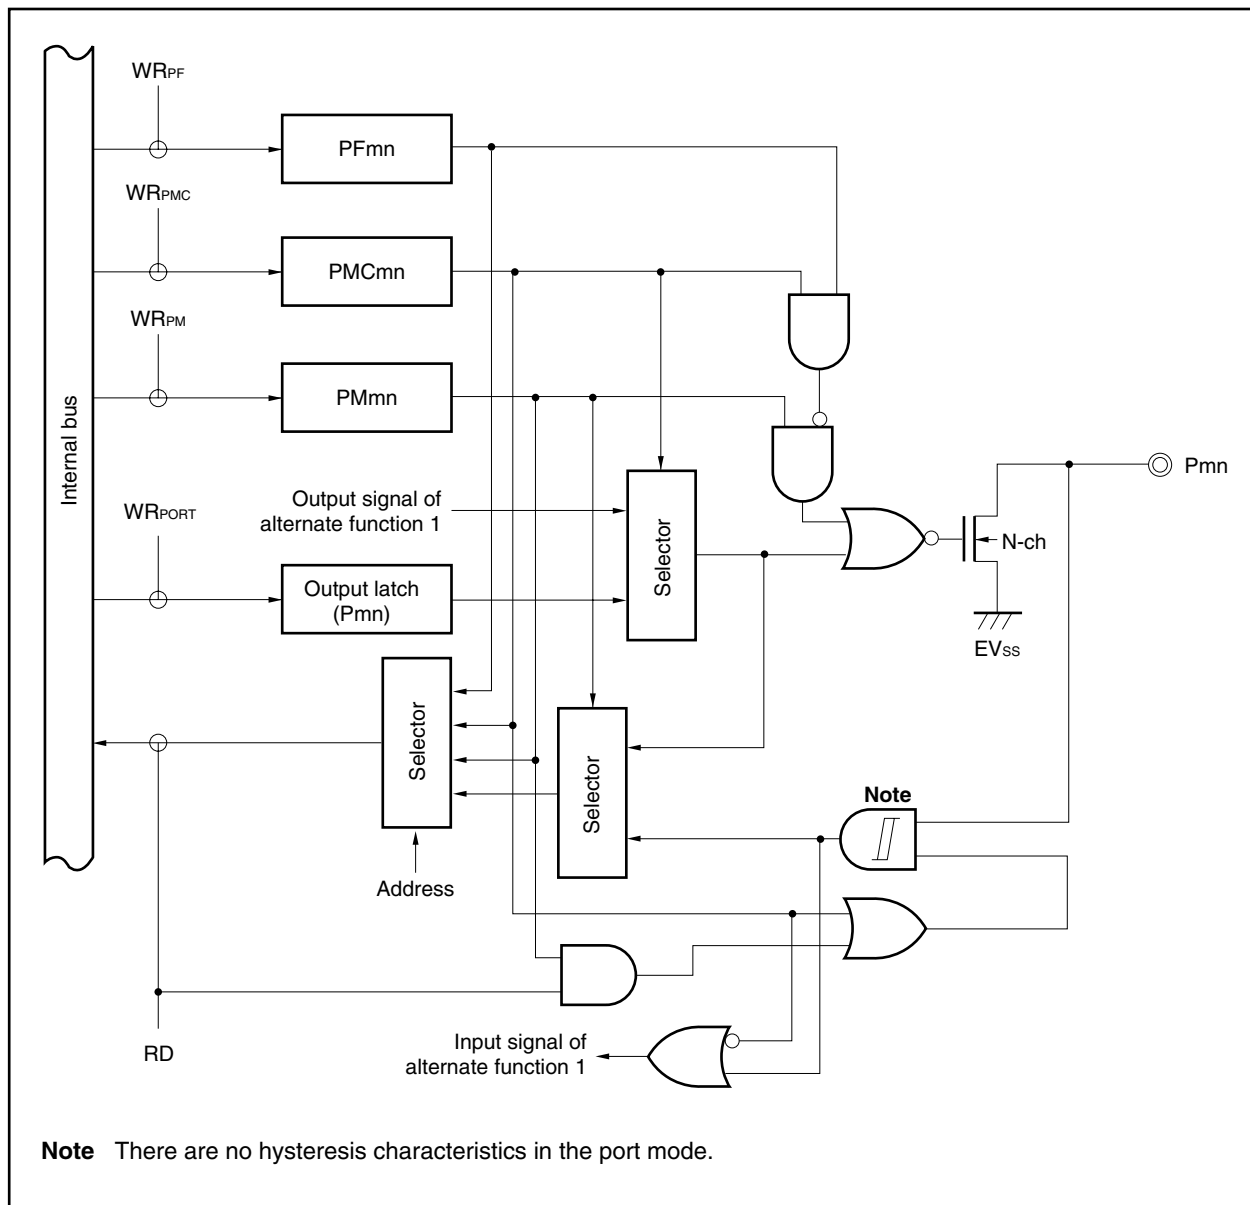 WRPF
PFmn
WRPMC
PMCmn
WRPM
PMmn
Internal bus
Pmn
Output signal of
alternate function 1
WRPORT
Selector
N-ch
Output latch
(Pmn)
EVSS
Selector
Selector
Note
Address
RD
Input signal of
alternate function 1
Note There are no hysteresis characteristics in the port mode.